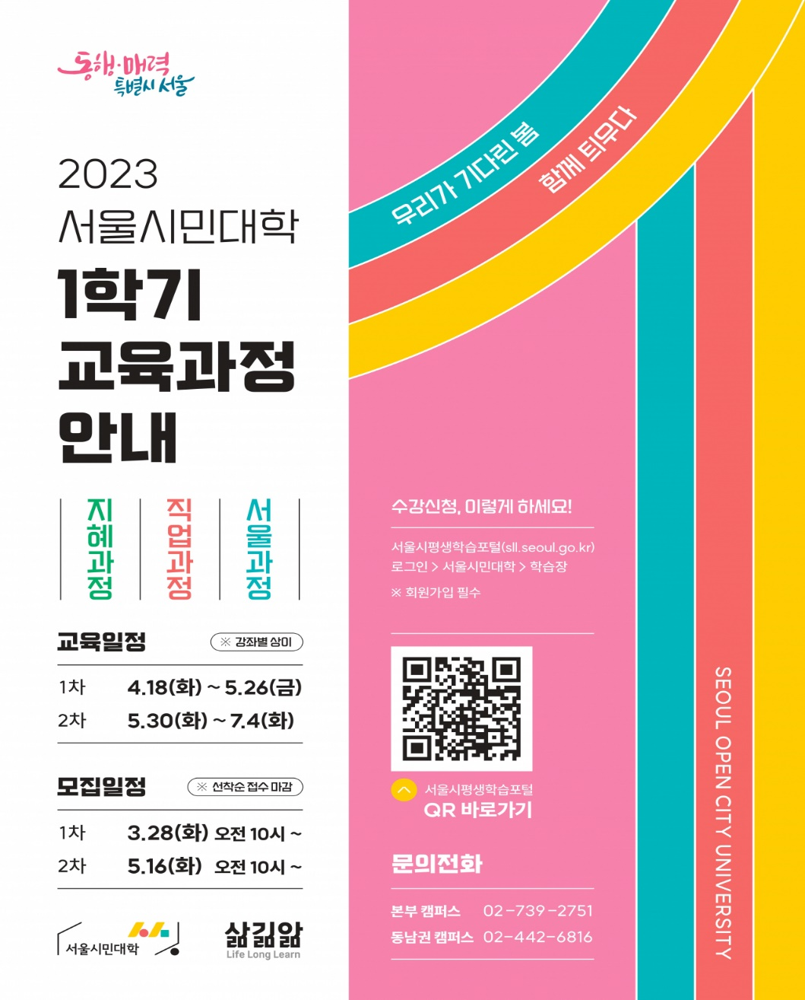 동행·매력
특별시 서울
2023
서울시민대학
1학기
교육과정
안내
지혜과정
직업과정
서울과정
교육일정 ※ 강좌별 상이
1차 4.18(화) ~ 5.26(금)
2차 5.30(화) ~ 7.4(화)
모집일정 ※ 선착순 접수 마감
1차 3.28(화) 오전 10시 ~
2차 5.16(화) 오전 10시 ~
서울시민대학
삶김앎
Life Long Learn
우리가 기다린 봄
함께 틔우다
수강신청, 이렇게 하세요!
서울시평생학습포털(sll.seoul.go.kr)
로그인 > 서울시민대학 > 학습장
※ 회원가입 필수
서울시평생학습포털
QR 바로가기
문의전화
본부 캠퍼스 02-739-2751
동남권 캠퍼스 02-442-6816
SEOUL OPEN CITY UNIVERSITY